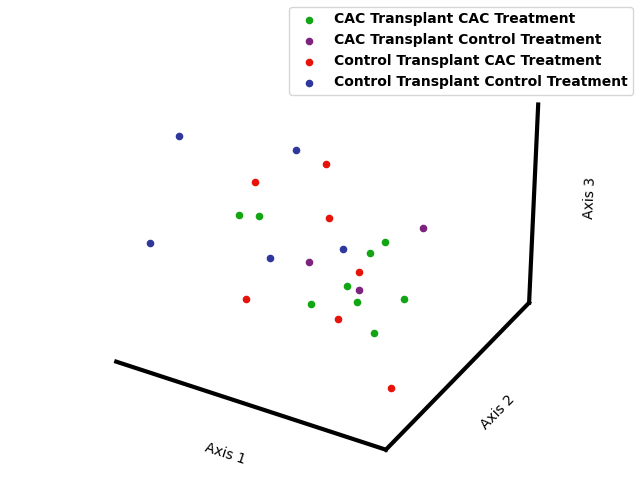 CAC Transplant CAC Treatment
CAC Transplant Control Treatment
Control Transplant CAC Treatment
Control Transplant Control Treatment
Axis 3
Axis 2
Axis 1